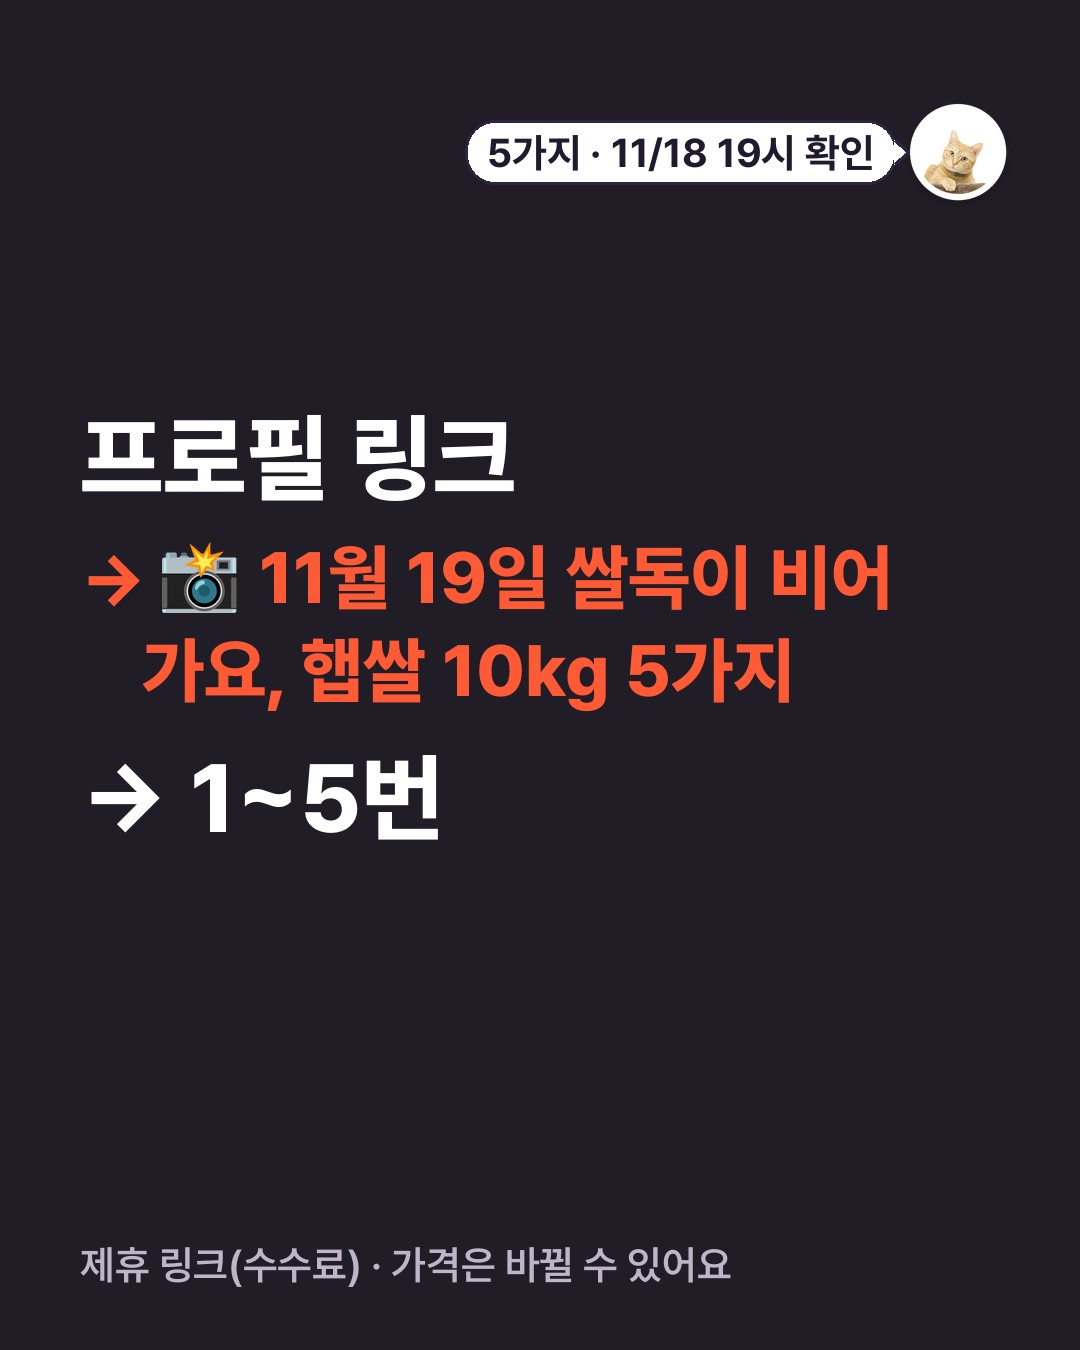 5가지 · 11/18 19시 확인
프로필 링크
→ 📸 11월 19일 쌀독이 비어
가요, 햅쌀 10kg 5가지
→ 1~5번
제휴 링크(수수료) · 가격은 바뀔 수 있어요